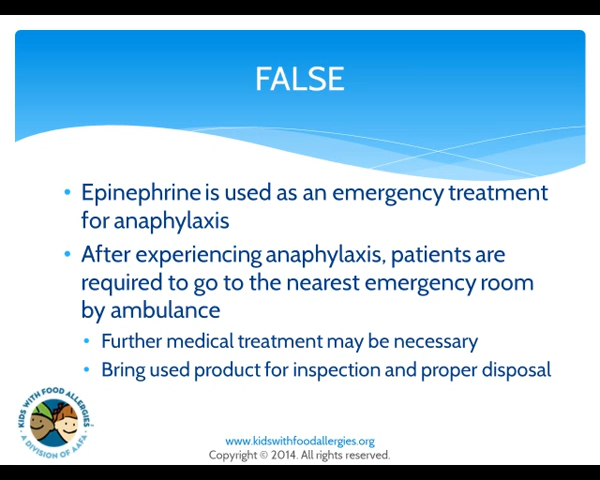 FALSE
• Epinephrine is used as an emergency treatment
for anaphylaxis
• After experiencing anaphylaxis, patients are
required to go to the nearest emergency room
by ambulance
• Further medical treatment may be necessary
• Bring used product for inspection and proper disposal
KIDS WITH FOOD ALLERGIES
A DIVISION OF AAFA
www.kidswithfoodallergies.org
Copyright © 2014. All rights reserved.